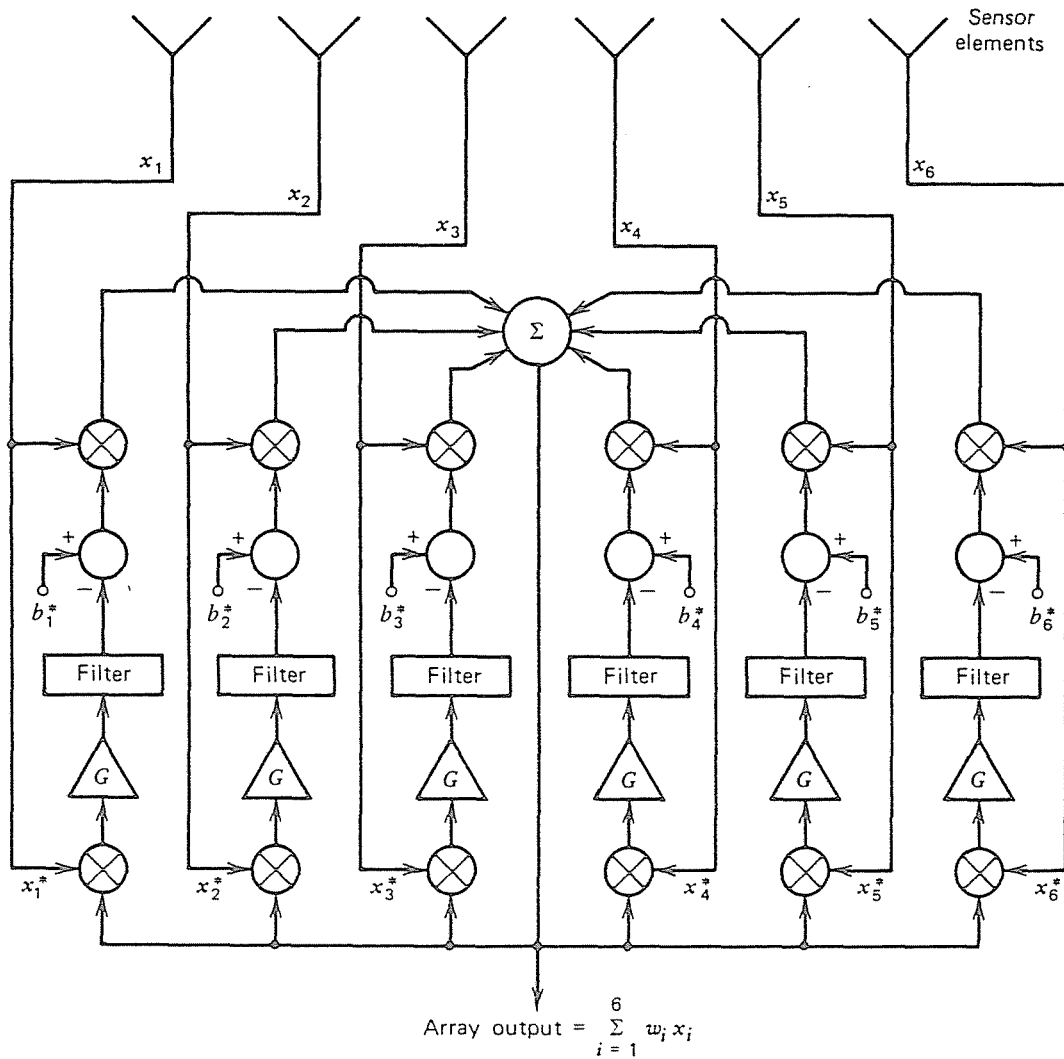 Sensor
elements
x₁
x₂
x₃
x₄
x₅
x₆
Σ
+
−
b₁*
+
−
b₂*
+
−
b₃*
+
−
b₄*
+
−
b₅*
+
−
b₆*
Filter Filter Filter Filter Filter Filter
G G G G G G
x₁* x₂* x₃* x₄* x₅* x₆*
6
Array output = Σ wᵢ xᵢ
i = 1